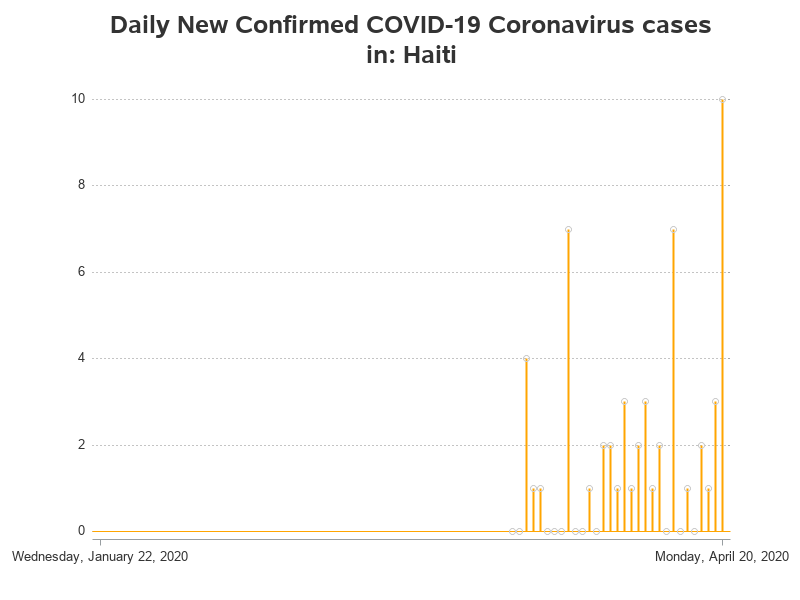 Daily New Confirmed COVID-19 Coronavirus cases
in: Haiti
10
8
6
4
2
0
Wednesday, January 22, 2020
Monday, April 20, 2020